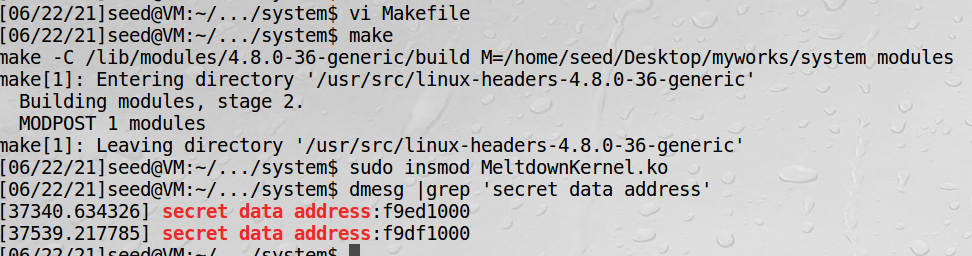 [06/22/21]seed@VM:~/.../system$ vi Makefile
[06/22/21]seed@VM:~/.../system$ make
make -C /lib/modules/4.8.0-36-generic/build M=/home/seed/Desktop/myworks/system modules
make[1]: Entering directory '/usr/src/linux-headers-4.8.0-36-generic'
  Building modules, stage 2.
  MODPOST 1 modules
make[1]: Leaving directory '/usr/src/linux-headers-4.8.0-36-generic'
[06/22/21]seed@VM:~/.../system$ sudo insmod MeltdownKernel.ko
[06/22/21]seed@VM:~/.../system$ dmesg |grep 'secret data address'
[37340.634326] secret data address:f9ed1000
[37539.217785] secret data address:f9df1000
[06/22/21]seed@VM:~/.../system$